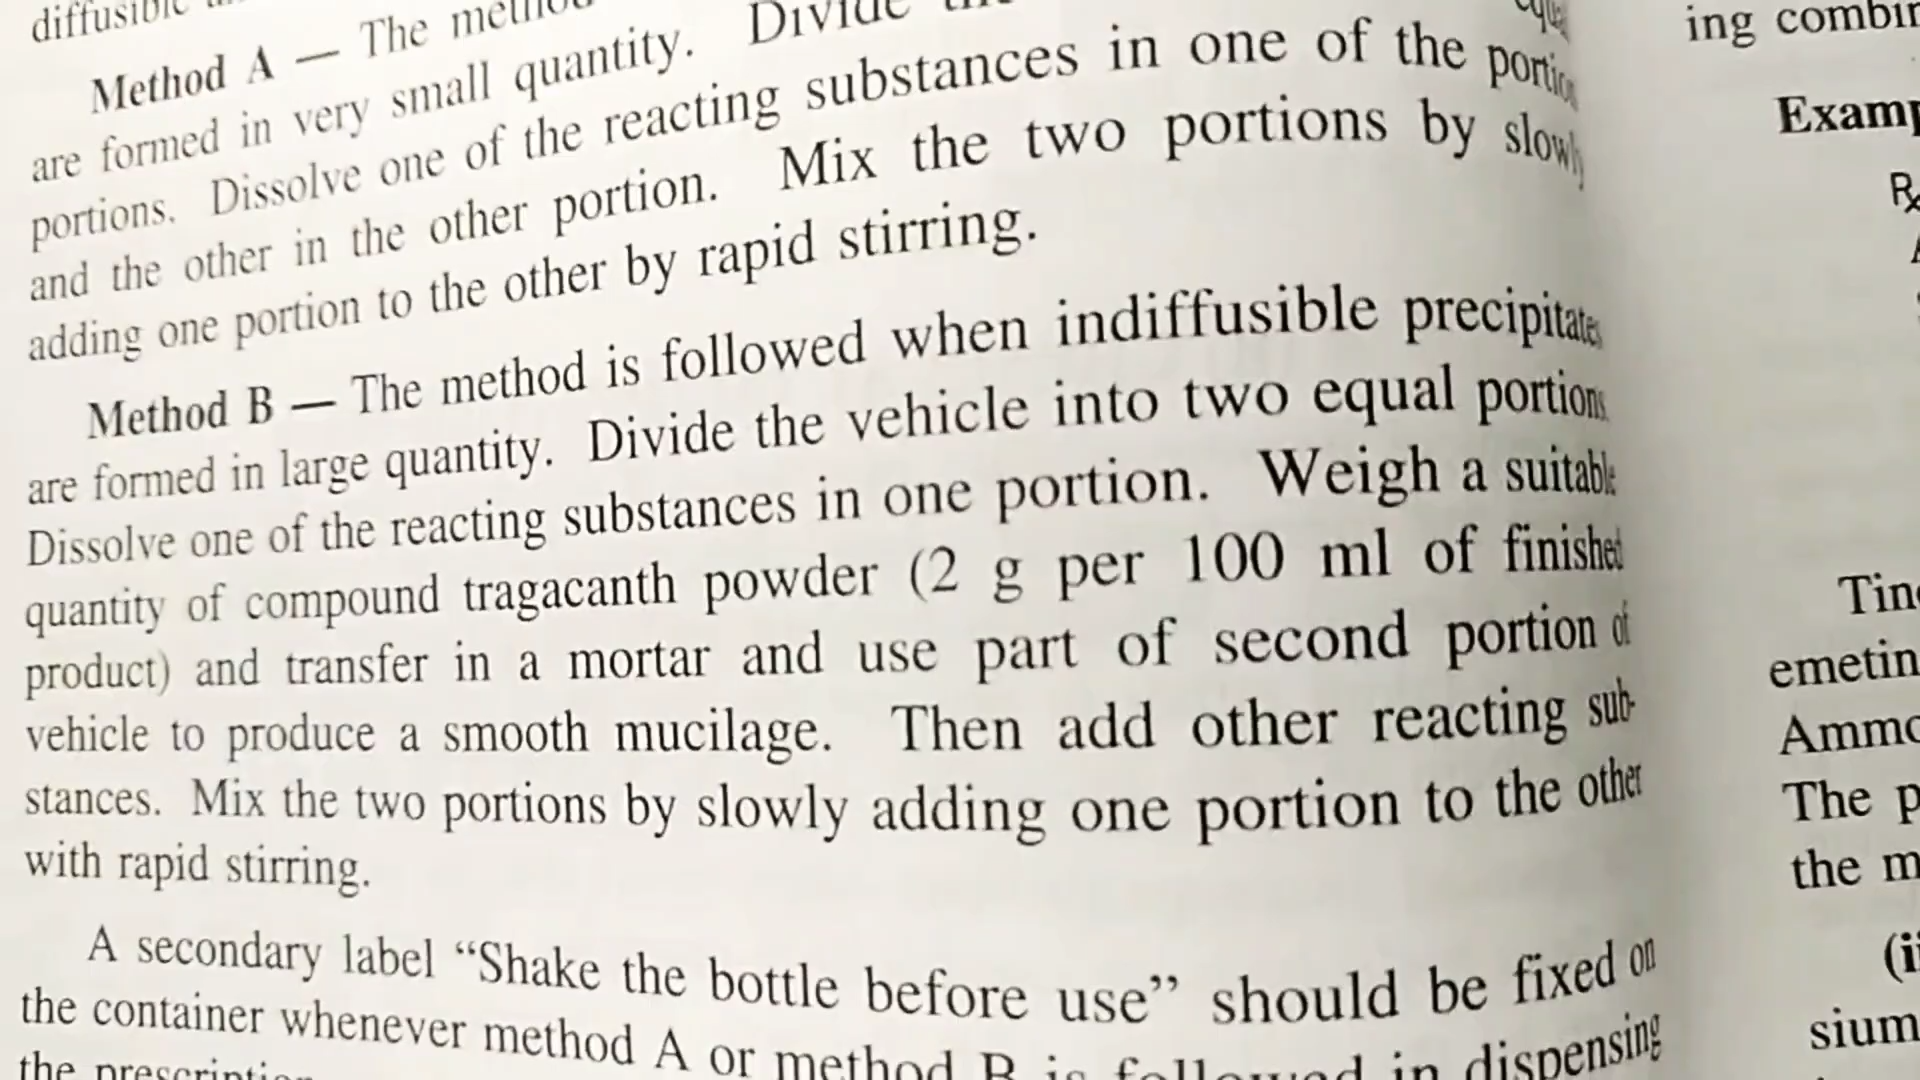 diffusible
Method A — The method
are formed in very small quantity. Divide
portions. Dissolve one of the reacting substances in one of the
and the other in the other portion. Mix the two portions by slowly
adding one portion to the other by rapid stirring.
Method B — The method is followed when indiffusible precipitates
are formed in large quantity. Divide the vehicle into two equal portions
Dissolve one of the reacting substances in one portion. Weigh a suitable
quantity of compound tragacanth powder (2 g per 100 ml of finished
product) and transfer in a mortar and use part of second portion of
vehicle to produce a smooth mucilage. Then add other reacting sub-
stances. Mix the two portions by slowly adding one portion to the other
with rapid stirring.
A secondary label “Shake the bottle before use” should be fixed on
the container whenever method A or method B is followed in dispensing
the prescription
ing
℞
The
the
(ii